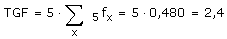 TGF = 5 · ∑ₓ ₅fₓ = 5 · 0,480 = 2,4